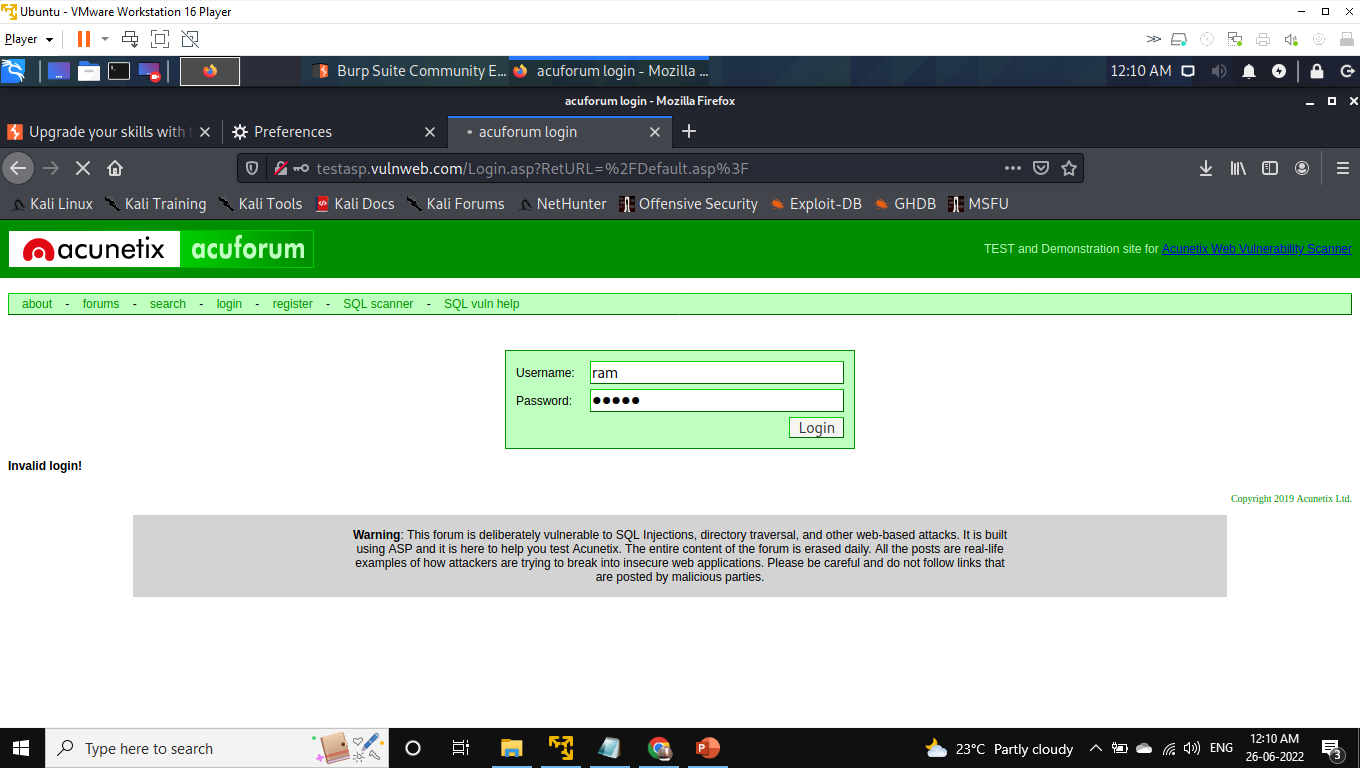 Ubuntu - VMware Workstation 16 Player
Player
Burp Suite Community E... acuforum login - Mozilla ... 12:10 AM
acuforum login - Mozilla Firefox
Upgrade your skills with t Preferences acuforum login
testasp.vulnweb.com/Login.asp?RetURL=%2FDefault.asp%3F
Kali Linux Kali Training Kali Tools Kali Docs Kali Forums NetHunter Offensive Security Exploit-DB GHDB MSFU
acunetix acuforum TEST and Demonstration site for Acunetix Web Vulnerability Scanner
about - forums - search - login - register - SQL scanner - SQL vuln help
Username: ram
Password: ●●●●●
Login
Invalid login!
Copyright 2019 Acunetix Ltd.
Warning: This forum is deliberately vulnerable to SQL Injections, directory traversal, and other web-based attacks. It is built
using ASP and it is here to help you test Acunetix. The entire content of the forum is erased daily. All the posts are real-life
examples of how attackers are trying to break into insecure web applications. Please be careful and do not follow links that
are posted by malicious parties.
Type here to search 23°C Partly cloudy ENG 12:10 AM
26-06-2022 3